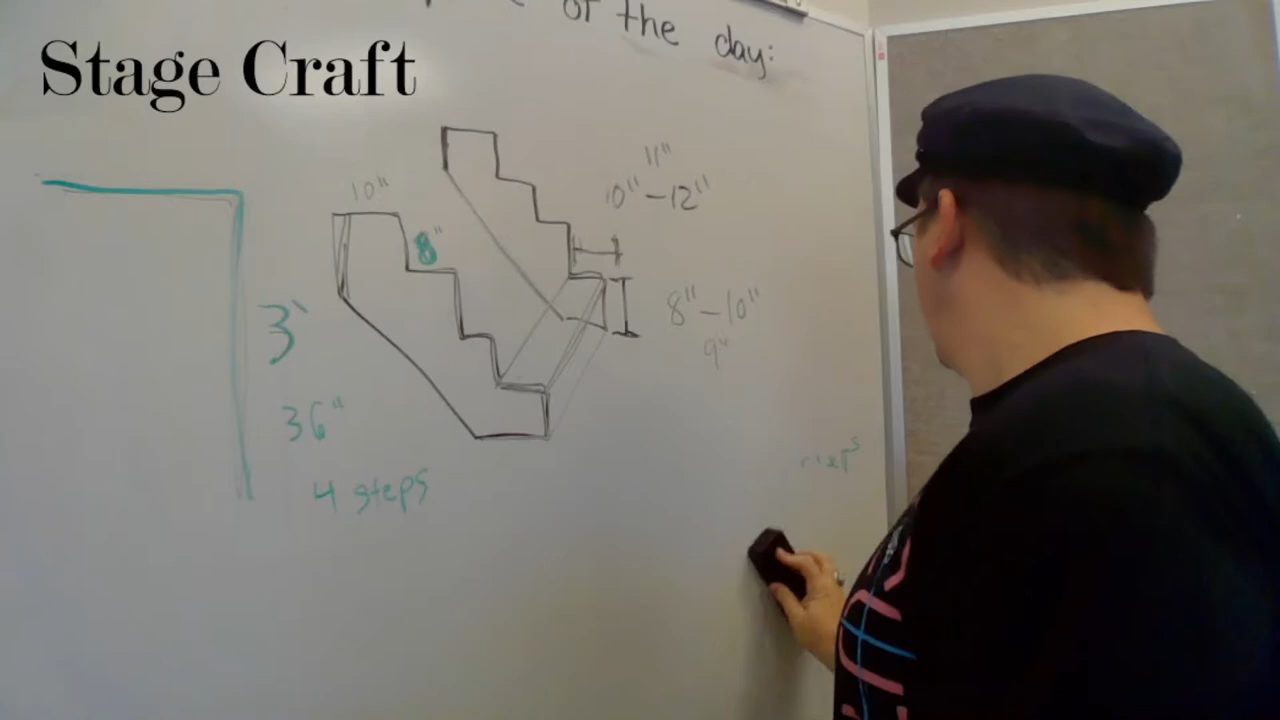 of the day:
Stage Craft
11"
10" 10"-12"
8"
3'
8"-10"
9"
36"
4 steps